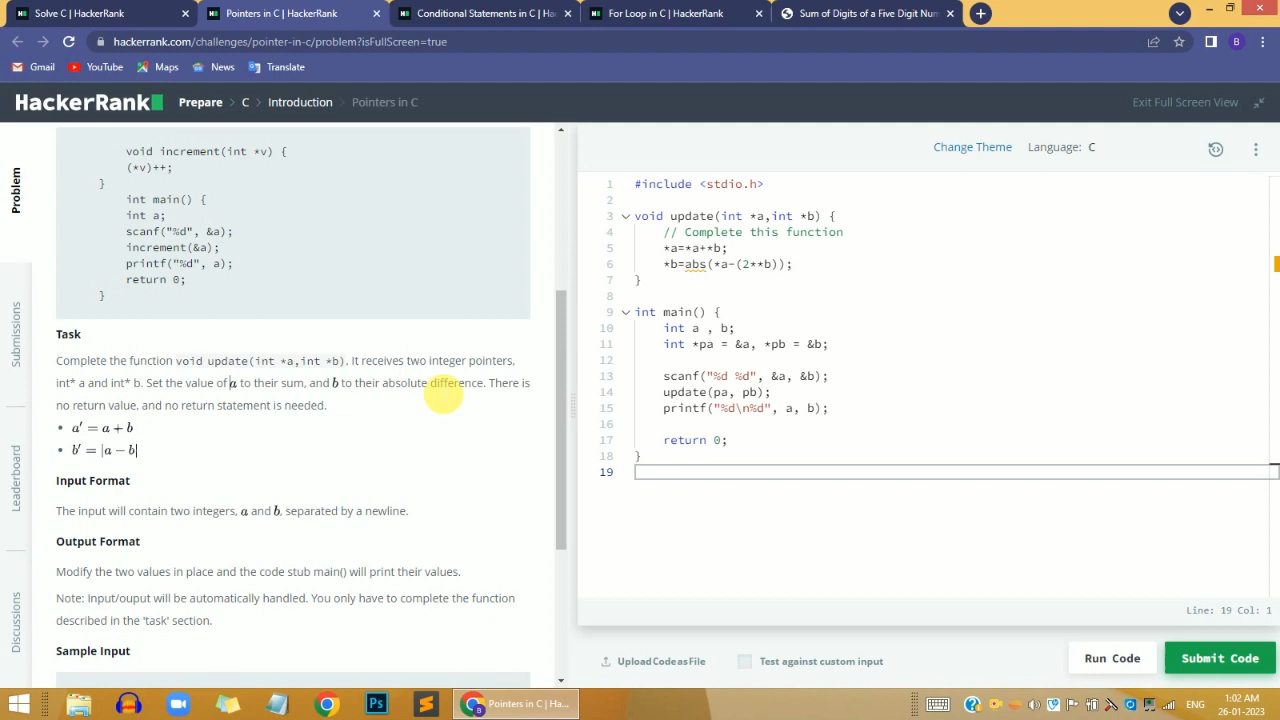 Solve C | HackerRank
Pointers in C | HackerRank
Conditional Statements in C | Ha
For Loop in C | HackerRank
Sum of Digits of a Five Digit Num
hackerrank.com/challenges/pointer-in-c/problem?isFullScreen=true
B
Gmail YouTube Maps News Translate
HackerRank Prepare > C > Introduction > Pointers in C Exit Full Screen View
Problem
Submissions
Leaderboard
Discussions
void increment(int *v) {
(*v)++;
}
int main() {
int a;
scanf("%d", &a);
increment(&a);
printf("%d", a);
return 0;
}
Task
Complete the function void update(int *a,int *b). It receives two integer pointers,
int* a and int* b. Set the value of a to their sum, and b to their absolute difference. There is
no return value, and no return statement is needed.
• a′ = a + b
• b′ = |a − b|
Input Format
The input will contain two integers, a and b, separated by a newline.
Output Format
Modify the two values in place and the code stub main() will print their values.
Note: Input/ouput will be automatically handled. You only have to complete the function
described in the 'task' section.
Sample Input
Change Theme Language: C
1 #include <stdio.h>
2
3 void update(int *a,int *b) {
4 // Complete this function
5 *a=*a+*b;
6 *b=abs(*a-(2**b));
7 }
8
9 int main() {
10 int a , b;
11 int *pa = &a, *pb = &b;
12
13 scanf("%d %d", &a, &b);
14 update(pa, pb);
15 printf("%d\n%d", a, b);
16
17 return 0;
18 }
19
Line: 19 Col: 1
Upload Code as File Test against custom input Run Code Submit Code
Ps
Pointers in C | Ha...
ENG
1:02 AM
26-01-2023